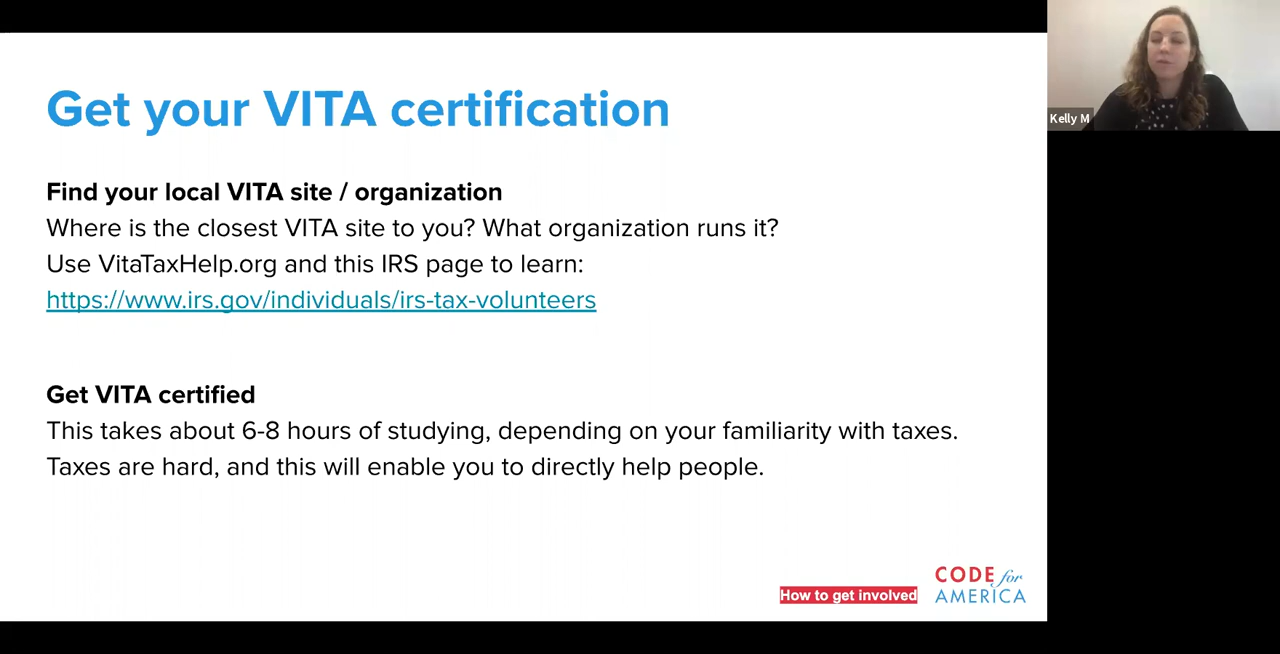 Get your VITA certification
Find your local VITA site / organization
Where is the closest VITA site to you? What organization runs it?
Use VitaTaxHelp.org and this IRS page to learn:
https://www.irs.gov/individuals/irs-tax-volunteers
Get VITA certified
This takes about 6-8 hours of studying, depending on your familiarity with taxes.
Taxes are hard, and this will enable you to directly help people.
How to get involved
CODE for
AMERICA
Kelly M